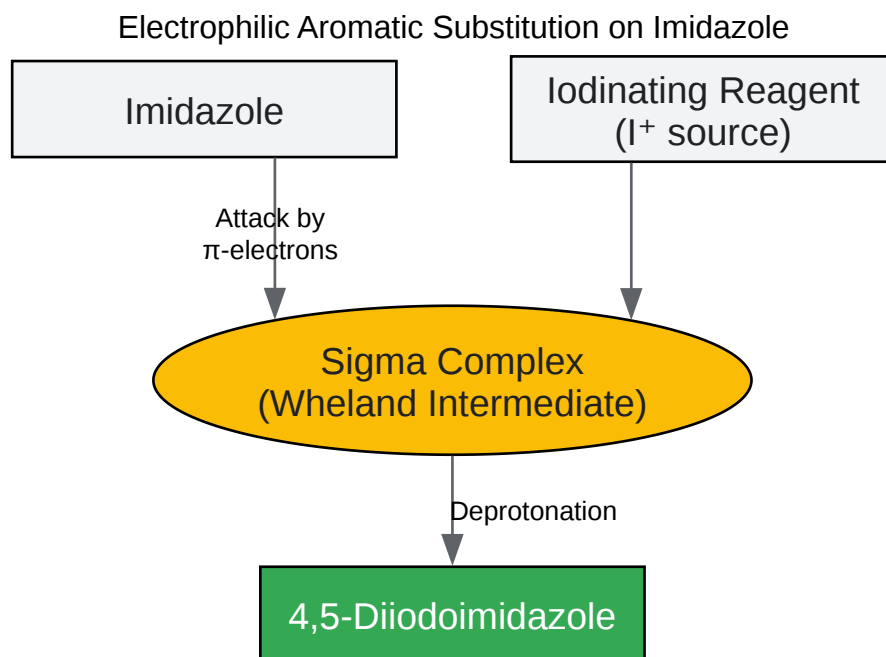 Electrophilic Aromatic Substitution on Imidazole
Imidazole
Iodinating Reagent
(I⁺ source)
Attack by
π-electrons
Sigma Complex
(Wheland Intermediate)
Deprotonation
4,5-Diiodoimidazole